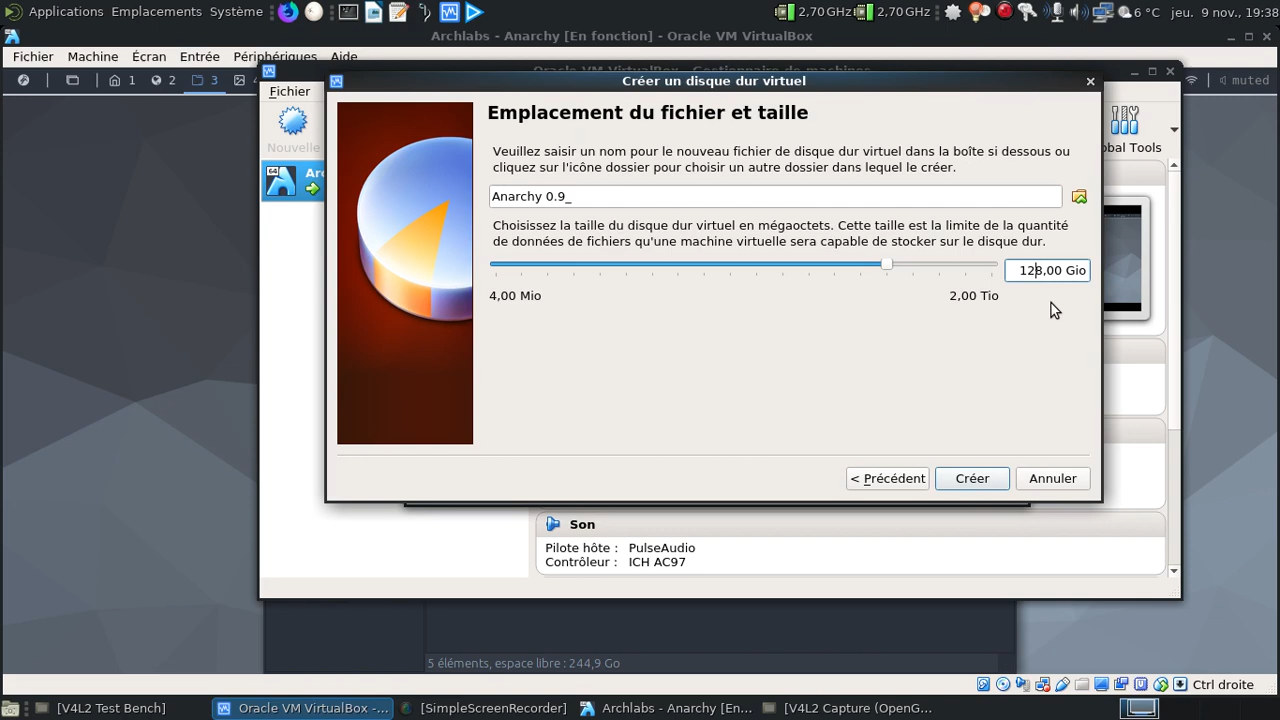 Applications Emplacements Système 2,70 GHz 2,70 GHz 6 °C jeu. 9 nov., 19:38
Archlabs - Anarchy [En fonction] - Oracle VM VirtualBox
Fichier Machine Écran Entrée Périphériques Aide
1 2 3 muted
Créer un disque dur virtuel
Fichier
Nouvelle
obal Tools
Arc
64
Emplacement du fichier et taille
Veuillez saisir un nom pour le nouveau fichier de disque dur virtuel dans la boîte si dessous ou
cliquez sur l'icône dossier pour choisir un autre dossier dans lequel le créer.
Anarchy 0.9_
Choisissez la taille du disque dur virtuel en mégaoctets. Cette taille est la limite de la quantité
de données de fichiers qu'une machine virtuelle sera capable de stocker sur le disque dur.
128,00 Gio
4,00 Mio 2,00 Tio
< Précédent Créer Annuler
Son
Pilote hôte : PulseAudio
Contrôleur : ICH AC97
5 éléments, espace libre : 244,9 Go
Ctrl droite
[V4L2 Test Bench] Oracle VM VirtualBox -... [SimpleScreenRecorder] Archlabs - Anarchy [En... [V4L2 Capture (OpenG...